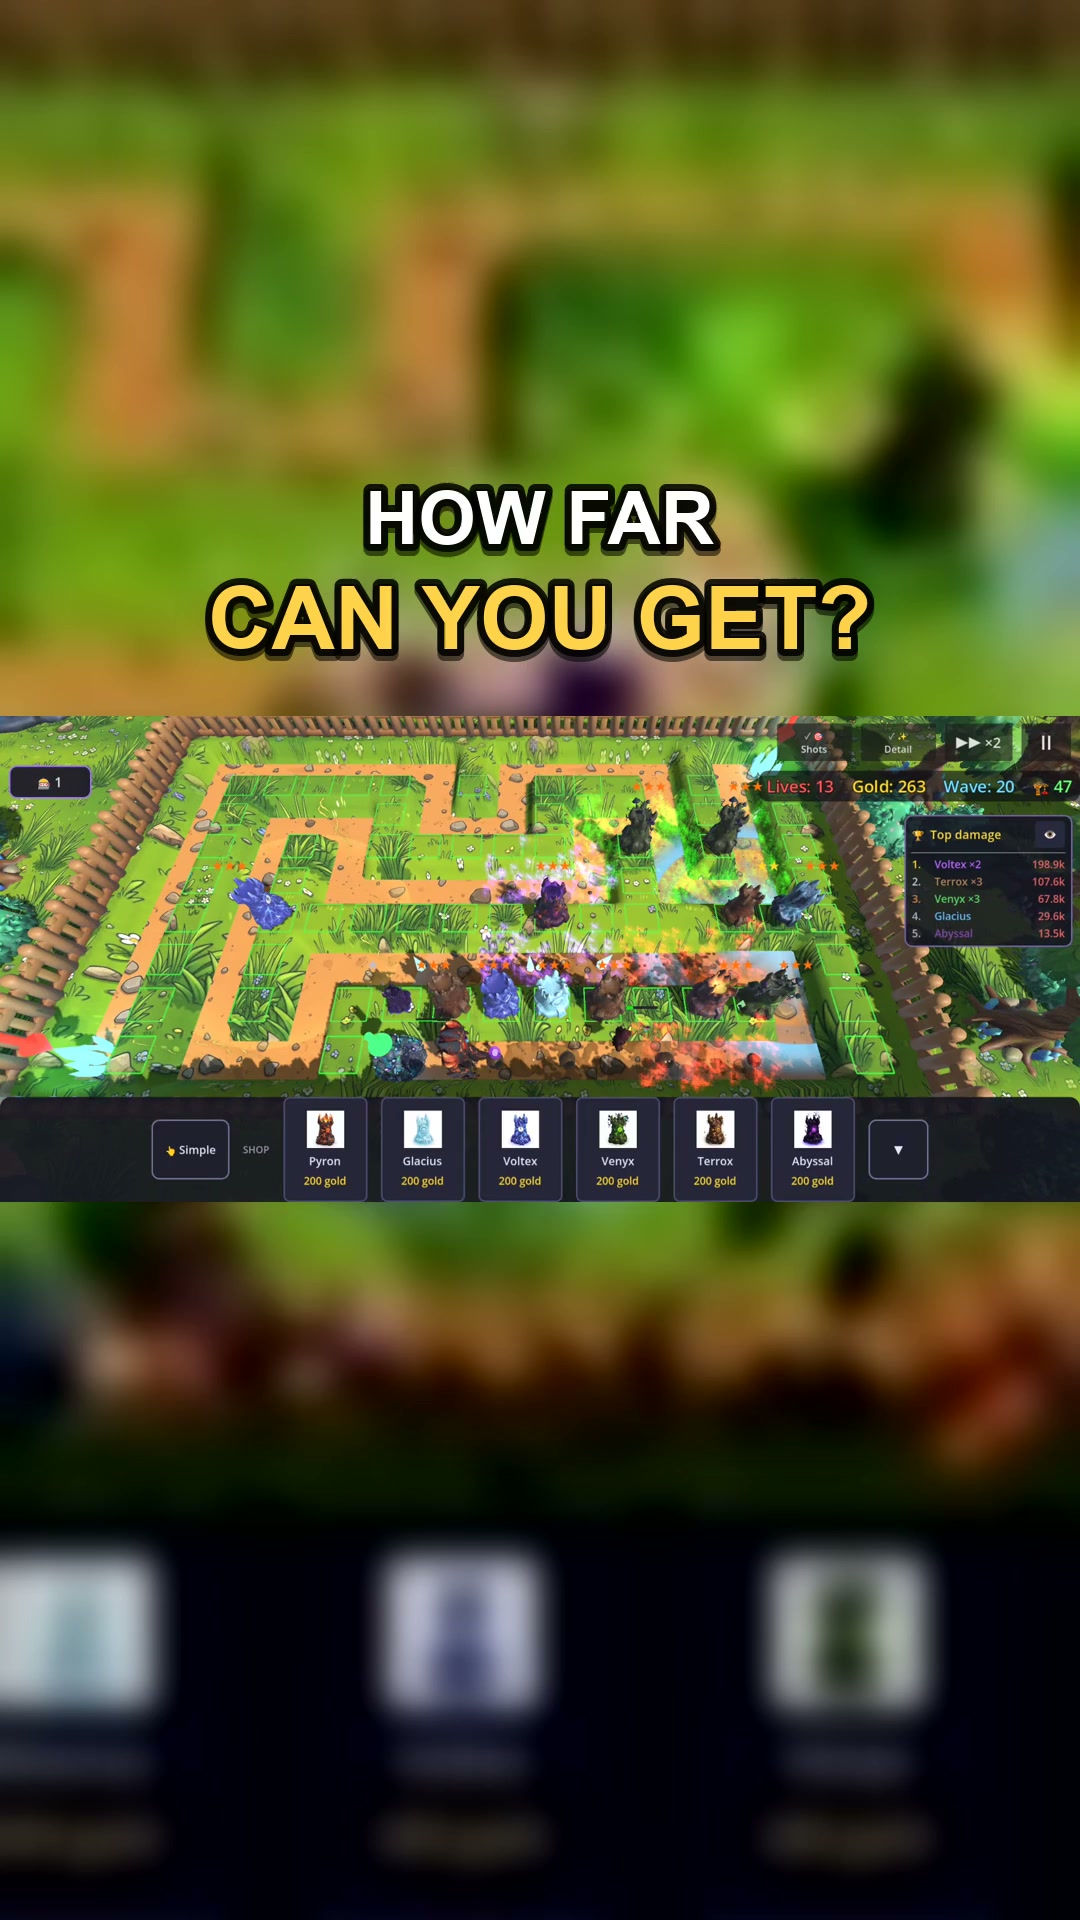 HOW FAR
CAN YOU GET?
Shots
Detail
▶▶ ×2
1
Lives: 13 Gold: 263 Wave: 20 47
Top damage
1. Voltex ×2 198.9k
2. Terrox ×3 107.6k
3. Venyx ×3 67.8k
4. Glacius 29.6k
5. Abyssal 13.5k
Simple
SHOP
Pyron
200 gold
Glacius
200 gold
Voltex
200 gold
Venyx
200 gold
Terrox
200 gold
Abyssal
200 gold